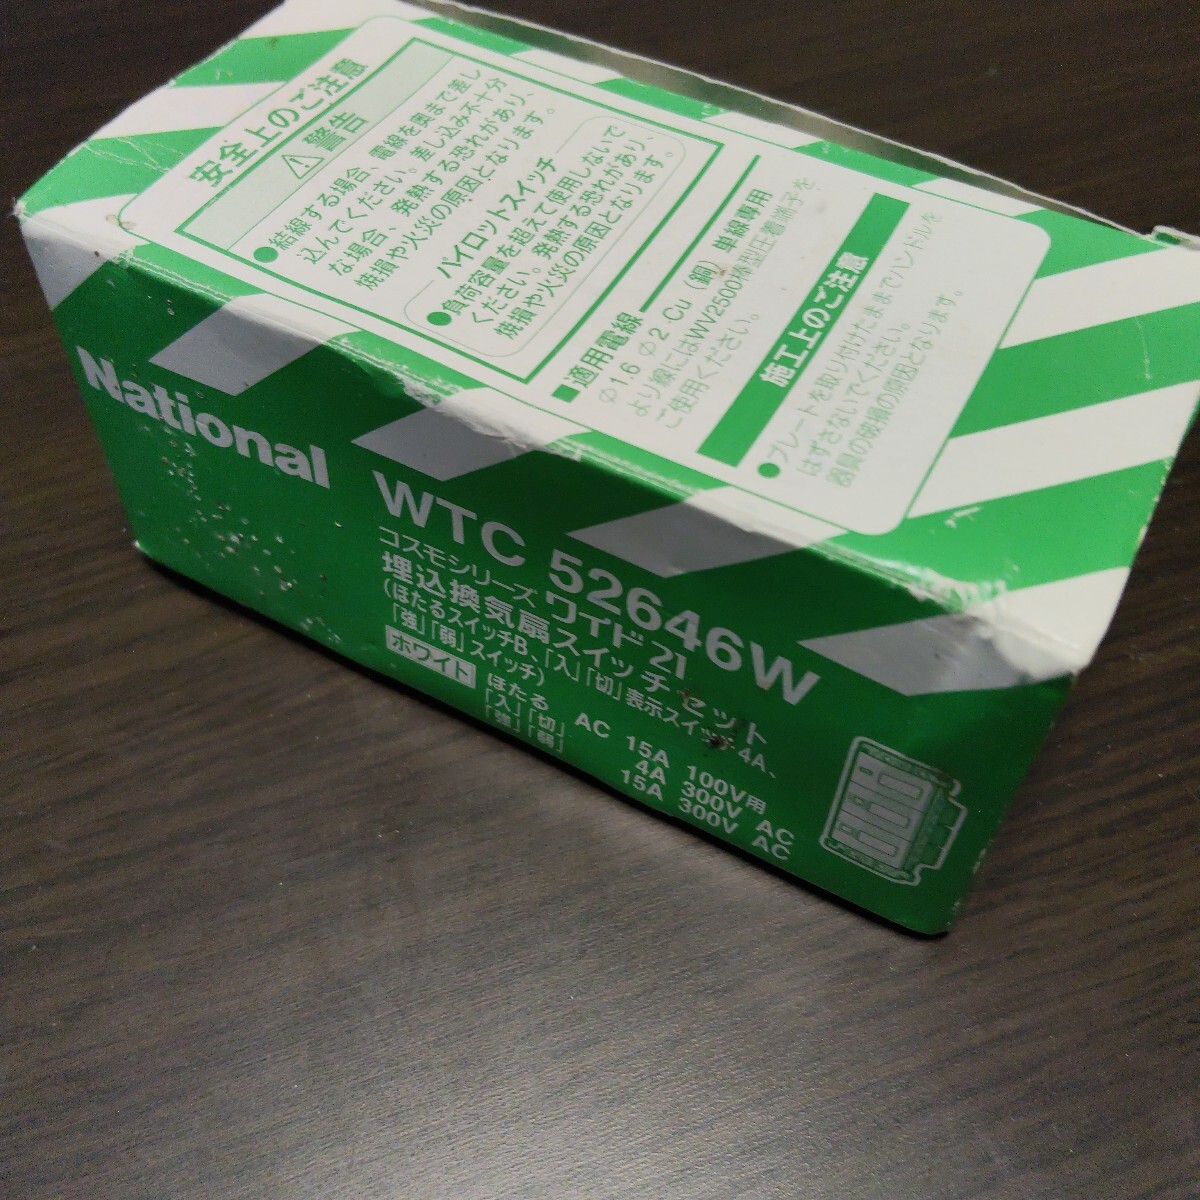 安全上のご注意
⚠警告
●結線する場合、電線を奥まで差し
込んでください。差し込み不十分
な場合、発熱する恐れがあり、
焼損や火災の原因となります。
パイロットスイッチ
●負荷容量を超えて使用しないで
ください。発熱する恐れがあり、
焼損や火災の原因となります。
■適用電線
φ1.6 φ2 Cu(銅) 単線専用
より線にはWV2500棒型圧着端子を
ご使用ください。
施工上のご注意
●プレートを取り付けたままでハンドルを
はずさないでください。
器具の破損の原因となります。
National
WTC 52646W
コスモシリーズ ワイド21
埋込換気扇スイッチセット
(ほたるスイッチB、「入」「切」表示スイッチ4A、
「強」「弱」スイッチ)
ホワイト
ほたる AC 15A 100V用
「入」「切」 4A 300V AC
「強」「弱」 15A 300V AC